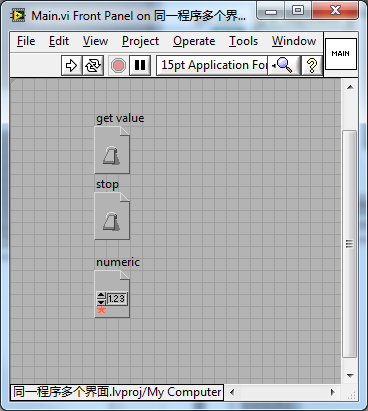 Main.vi Front Panel on 同一程序多个界...
File Edit View Project Operate Tools Window
MAIN
15pt Application Fo
?
get value
stop
numeric
1.23
同一程序多个界面.lvproj/My Computer